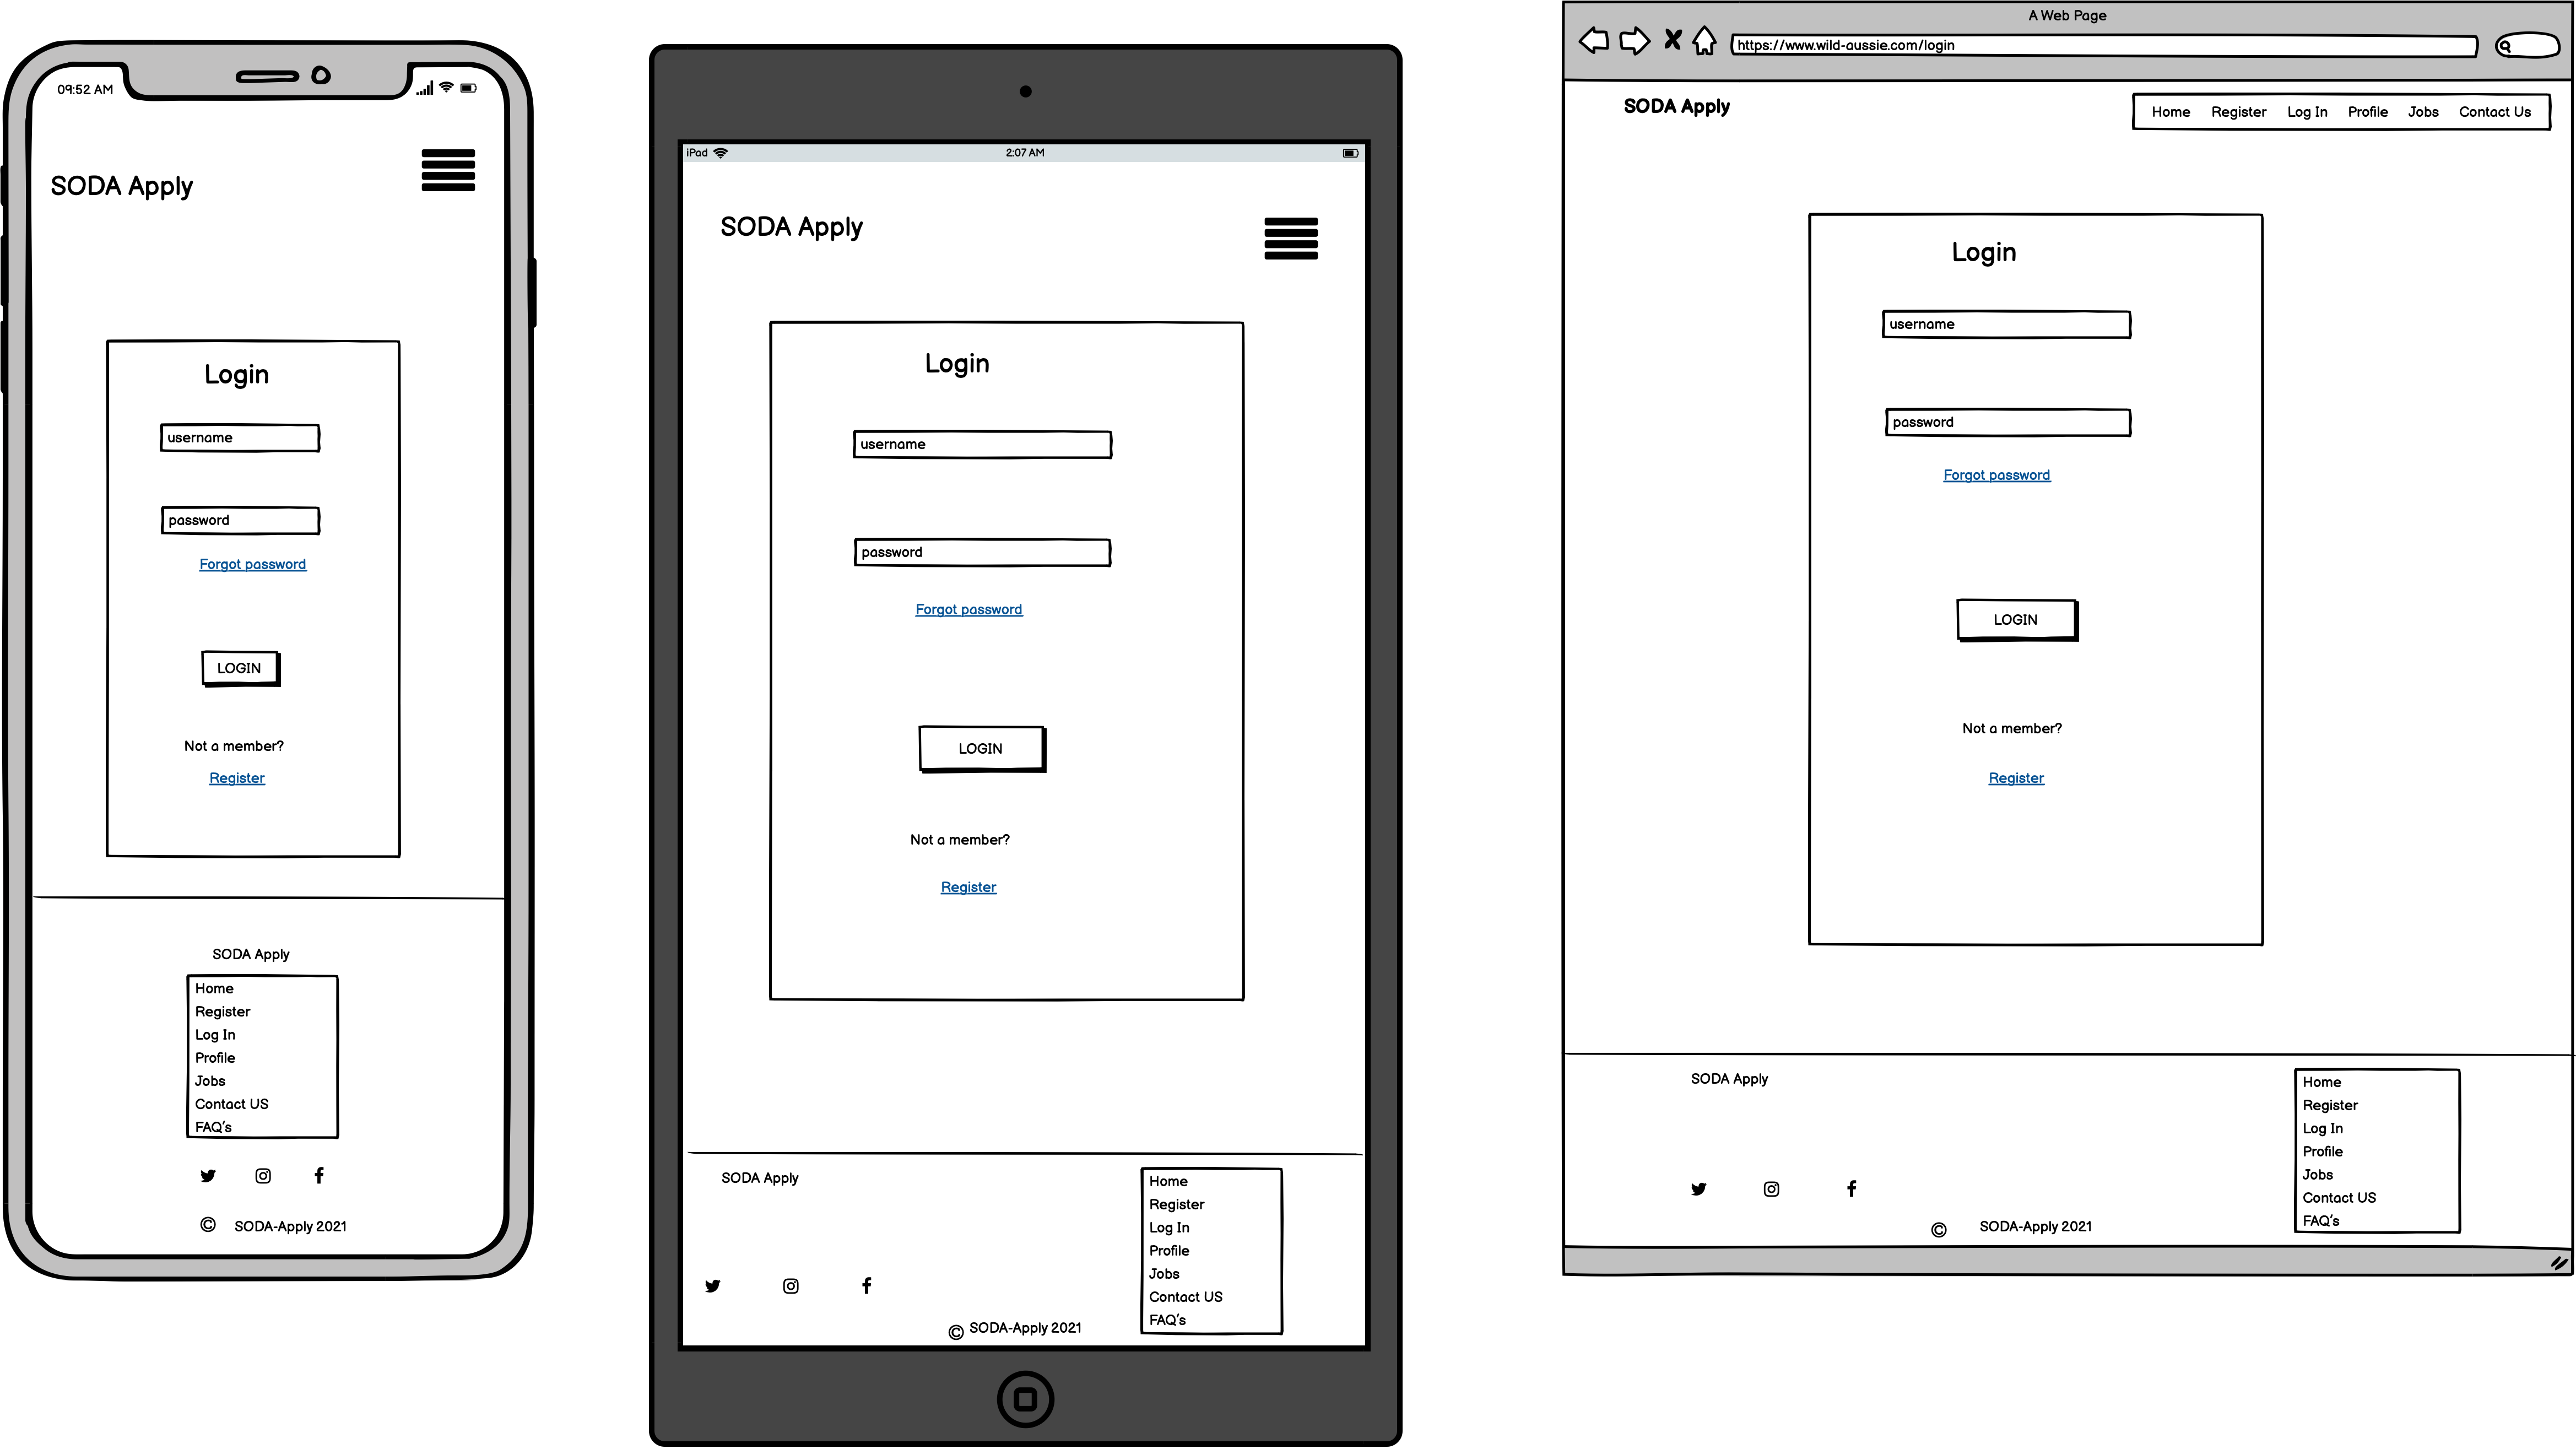 09:52 AM
SODA Apply
Login
username
password
Forgot password
LOGIN
Not a member?
Register
SODA Apply
Home
Register
Log In
Profile
Jobs
Contact US
FAQ's
© SODA-Apply 2021
iPad 2:07 AM
SODA Apply
Login
username
password
Forgot password
LOGIN
Not a member?
Register
SODA Apply
Home
Register
Log In
Profile
Jobs
Contact US
FAQ's
© SODA-Apply 2021
A Web Page
https://www.wild-aussie.com/login
SODA Apply
Home Register Log In Profile Jobs Contact Us
Login
username
password
Forgot password
LOGIN
Not a member?
Register
SODA Apply
Home
Register
Log In
Profile
Jobs
Contact US
FAQ's
© SODA-Apply 2021